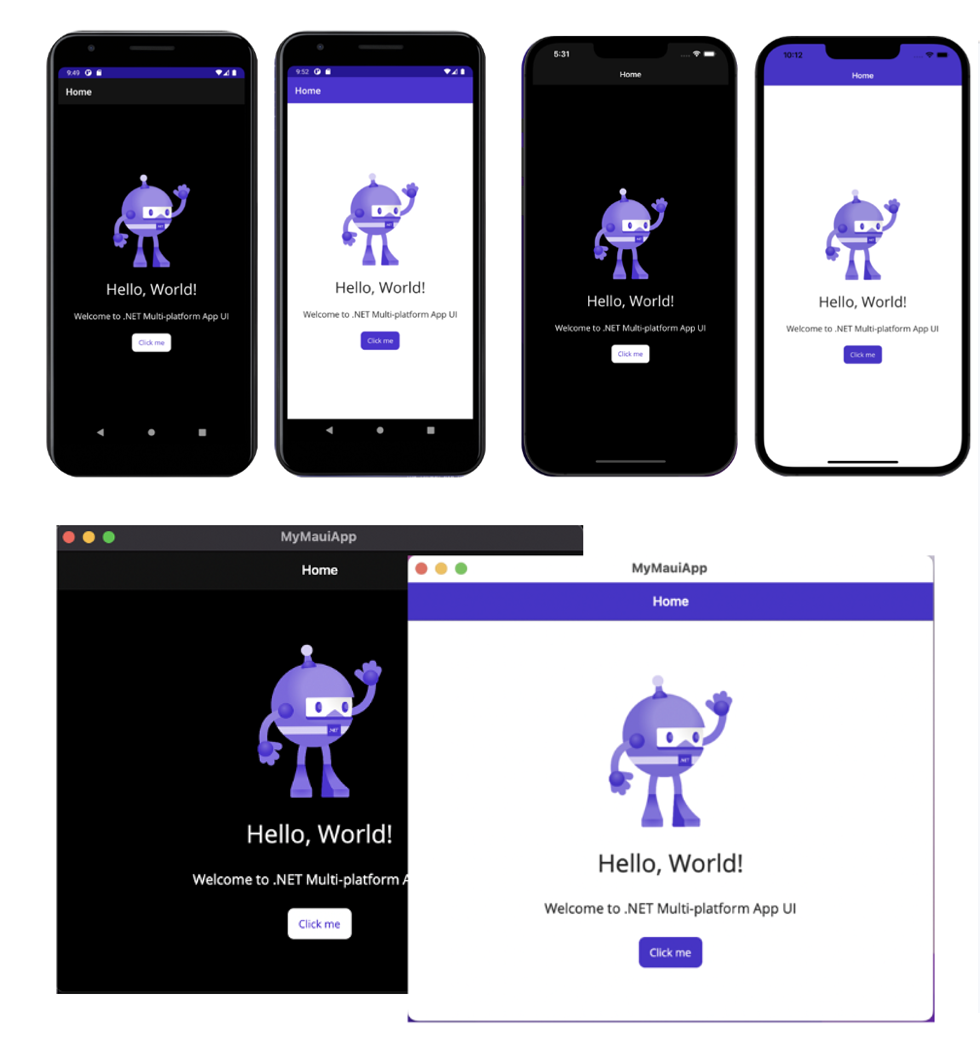 9:49
Home
Hello, World!
Welcome to .NET Multi-platform App UI
Click me
9:52
Home
Hello, World!
Welcome to .NET Multi-platform App UI
Click me
5:31
Home
Hello, World!
Welcome to .NET Multi-platform App UI
Click me
10:12
Home
Hello, World!
Welcome to .NET Multi-platform App UI
Click me
MyMauiApp
Home
.NET
Hello, World!
Welcome to .NET Multi-platform A
Click me
MyMauiApp
Home
.NET
Hello, World!
Welcome to .NET Multi-platform App UI
Click me